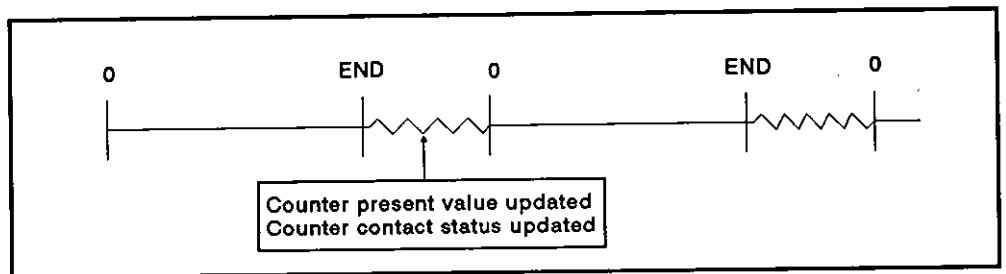 0 END 0 END 0
Counter present value updated
Counter contact status updated